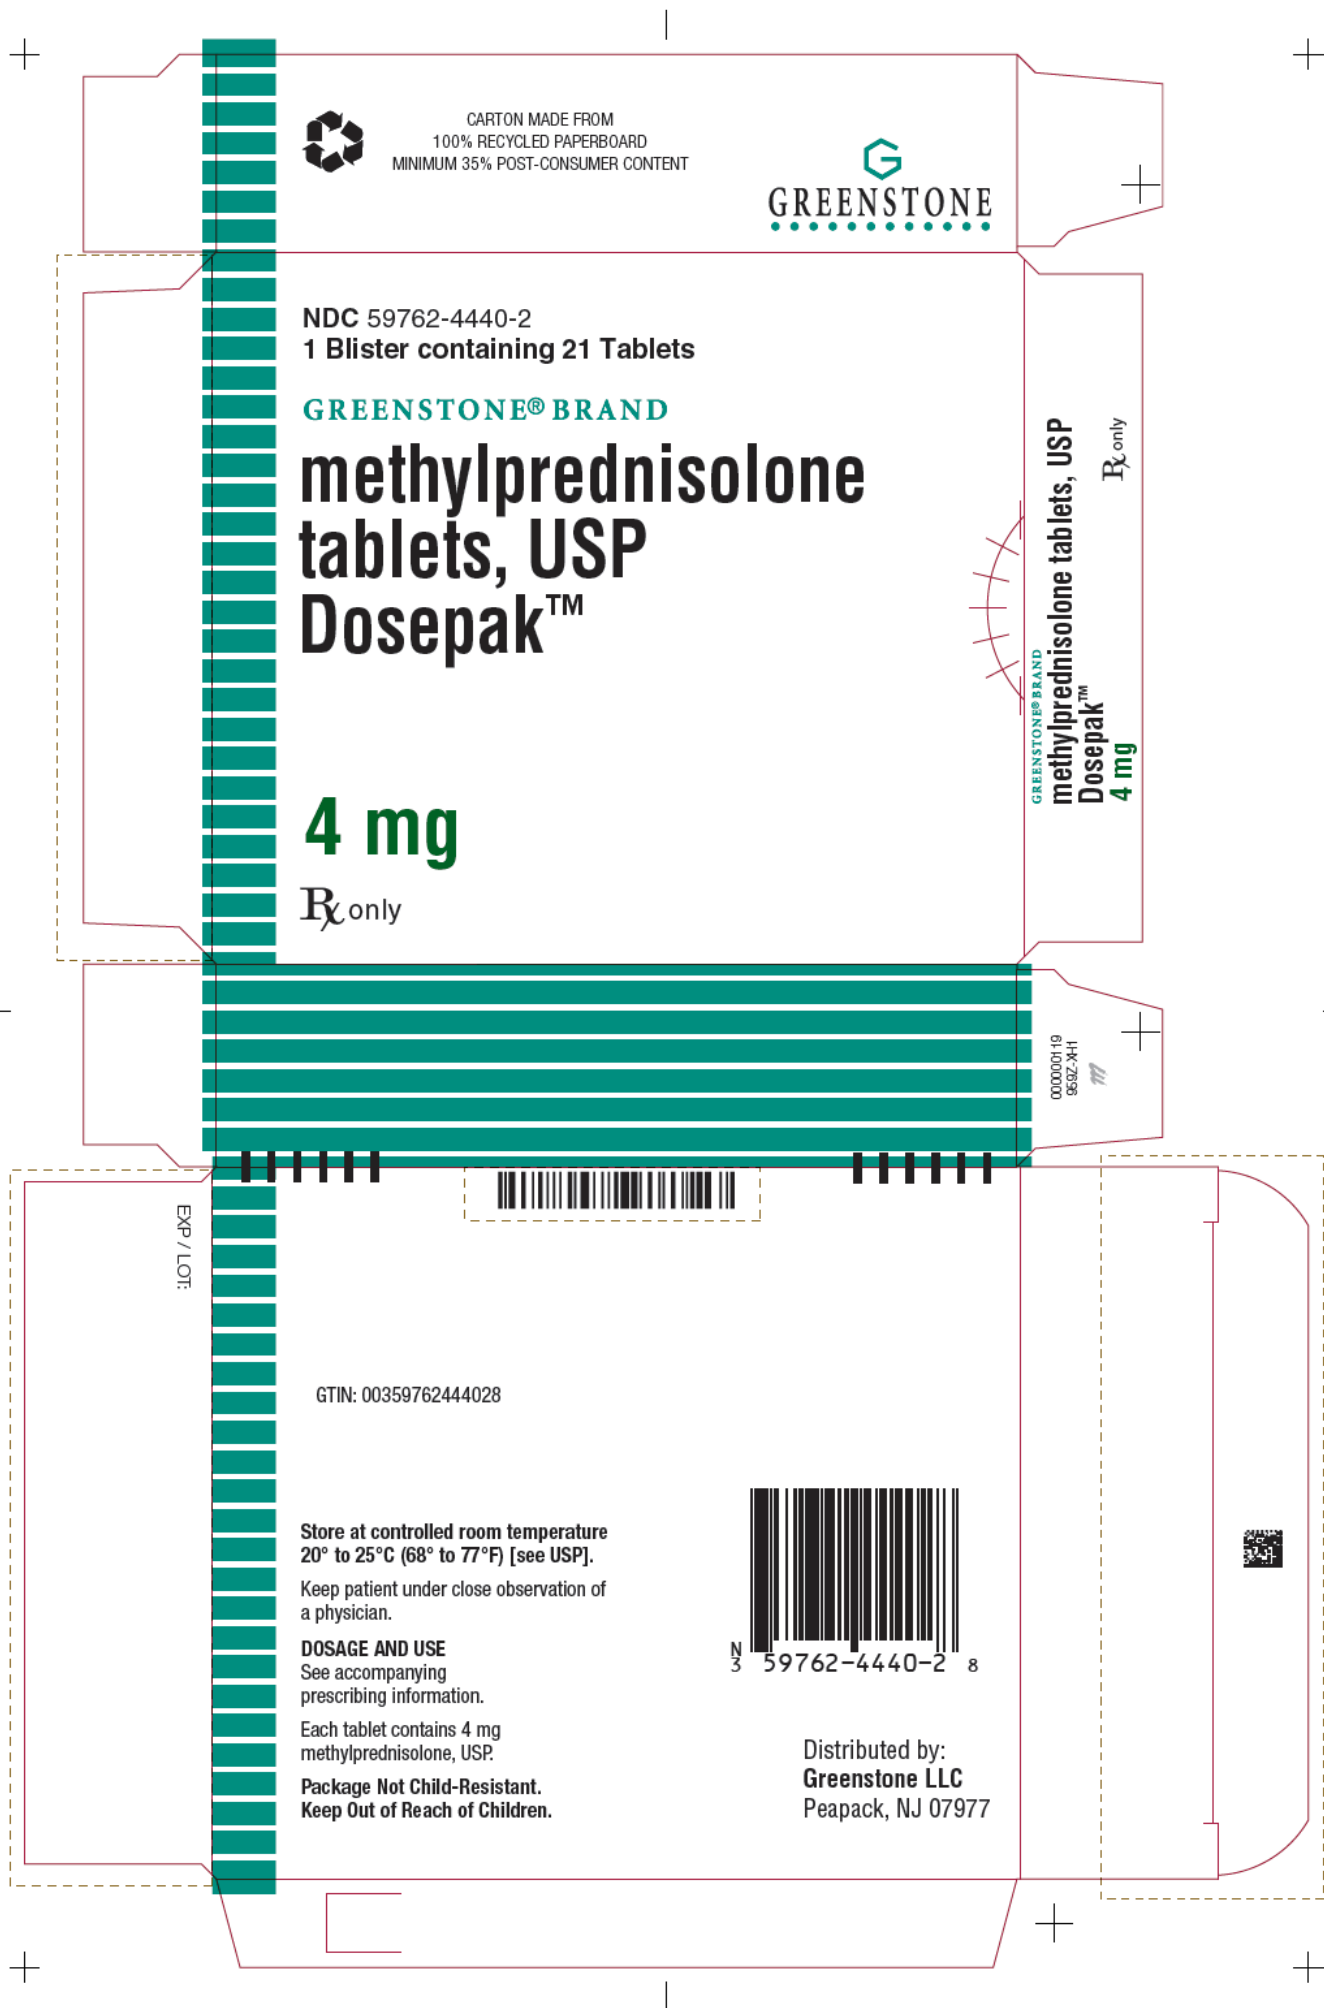 CARTON MADE FROM
100% RECYCLED PAPERBOARD
MINIMUM 35% POST-CONSUMER CONTENT
G
GREENSTONE
NDC 59762-4440-2
1 Blister containing 21 Tablets
GREENSTONE® BRAND
methylprednisolone
tablets, USP
Dosepak™
4 mg
℞ only
GREENSTONE® BRAND
methylprednisolone tablets, USP
Dosepak™
4 mg
℞ only
000000119
959Z-XH1
EXP / LOT:
GTIN: 00359762444028
Store at controlled room temperature
20° to 25°C (68° to 77°F) [see USP].
Keep patient under close observation of
a physician.
DOSAGE AND USE
See accompanying
prescribing information.
Each tablet contains 4 mg
methylprednisolone, USP.
Package Not Child-Resistant.
Keep Out of Reach of Children.
N
3 59762-4440-2 8
Distributed by:
Greenstone LLC
Peapack, NJ 07977